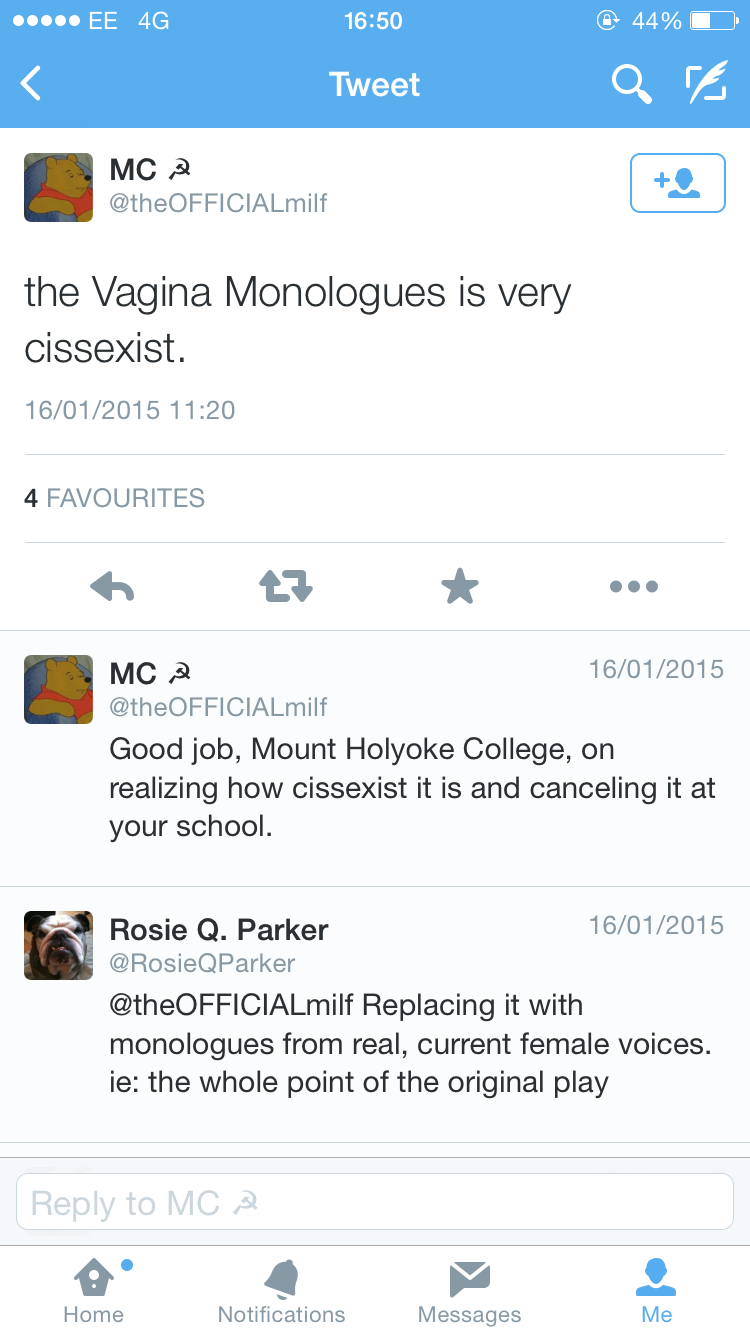 EE 4G 16:50 44%
Tweet
MC ☭
@theOFFICIALmilf
the Vagina Monologues is very
cissexist.
16/01/2015 11:20
4 FAVOURITES
MC ☭ 16/01/2015
@theOFFICIALmilf
Good job, Mount Holyoke College, on
realizing how cissexist it is and canceling it at
your school.
Rosie Q. Parker 16/01/2015
@RosieQParker
@theOFFICIALmilf Replacing it with
monologues from real, current female voices.
ie: the whole point of the original play
Reply to MC ☭
Home Notifications Messages Me